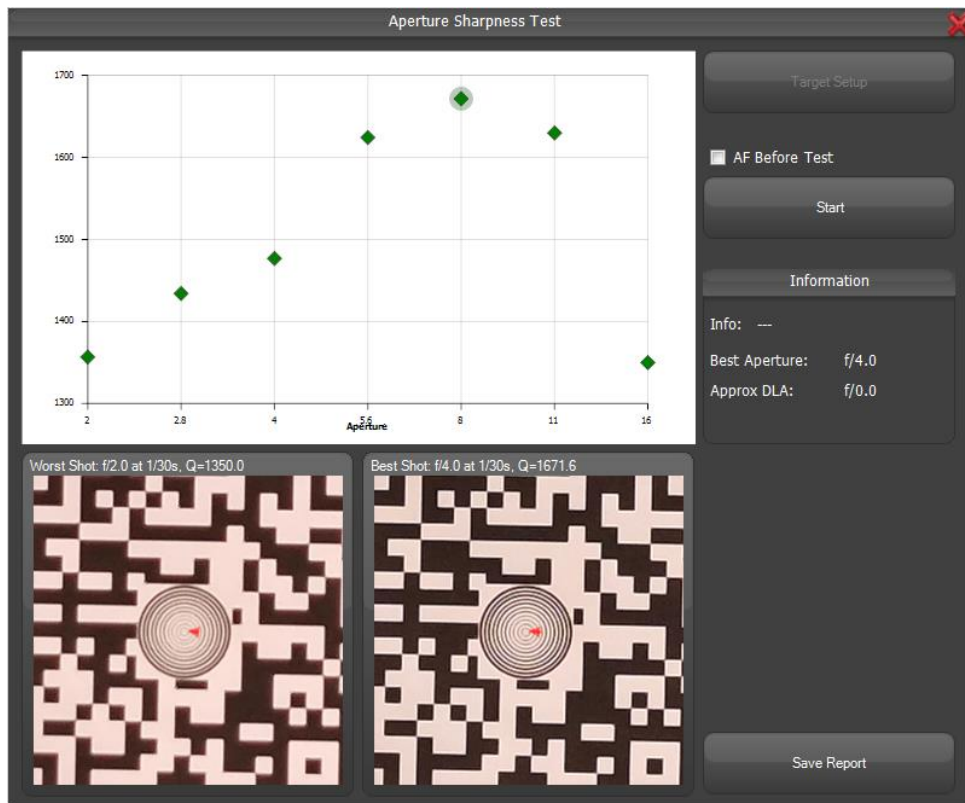 Aperture Sharpness Test
1700
1600
1500
1400
1300
2
2.8
4
5.6
8
11
16
Aperture
Target Setup
AF Before Test
Start
Information
Info: ---
Best Aperture: f/4.0
Approx DLA: f/0.0
Worst Shot: f/2.0 at 1/30s, Q=1350.0
Best Shot: f/4.0 at 1/30s, Q=1671.6
Save Report